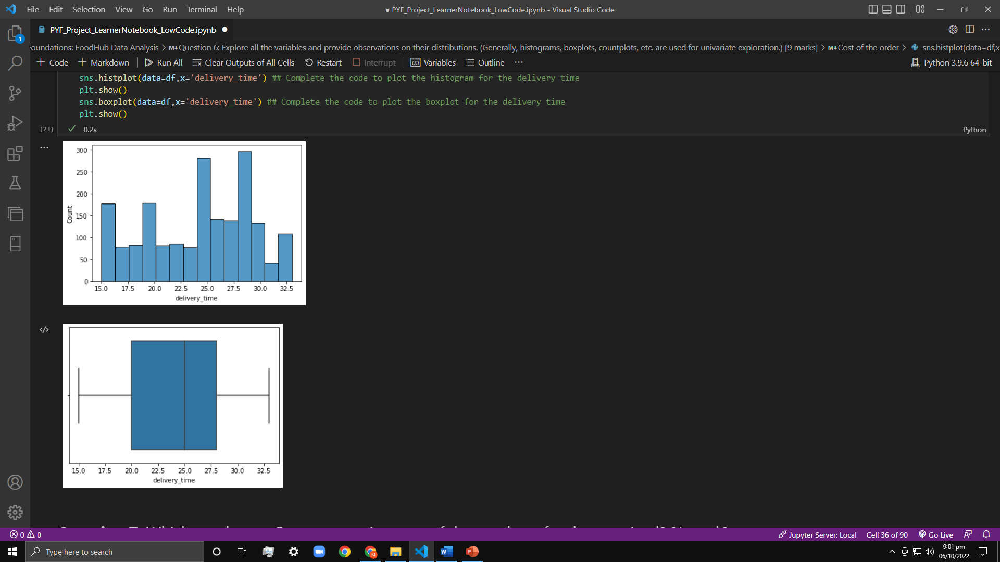 File Edit Selection View Go Run Terminal Help
● PYF_Project_LearnerNotebook_LowCode.ipynb - Visual Studio Code
PYF_Project_LearnerNotebook_LowCode.ipynb ●
1
oundations: FoodHub Data Analysis > M↓Question 6: Explore all the variables and provide observations on their distributions. (Generally, histograms, boxplots, countplots, etc. are used for univariate exploration.) [9 marks] > M↓Cost of the order > sns.histplot(data=df,x
+ Code + Markdown Run All Clear Outputs of All Cells Restart Interrupt Variables Outline ··· Python 3.9.6 64-bit
sns.histplot(data=df,x='delivery_time') ## Complete the code to plot the histogram for the delivery time
plt.show()
sns.boxplot(data=df,x='delivery_time') ## Complete the code to plot the boxplot for the delivery time
plt.show()
[23] ✓ 0.2s Python
300
250
200
150
100
50
0
Count
15.0 17.5 20.0 22.5 25.0 27.5 30.0 32.5
delivery_time
15.0 17.5 20.0 22.5 25.0 27.5 30.0 32.5
delivery_time
0 0
Jupyter Server: Local Cell 36 of 90 Go Live
Type here to search
9:01 pm
06/10/2022